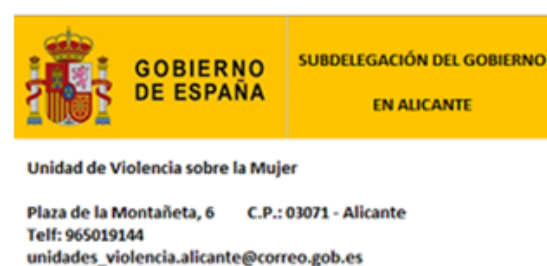 GOBIERNO
DE ESPAÑA
SUBDELEGACIÓN DEL GOBIERNO
EN ALICANTE
Unidad de Violencia sobre la Mujer
Plaza de la Montañeta, 6 C.P.: 03071 - Alicante
Telf: 965019144
unidades_violencia.alicante@correo.gob.es